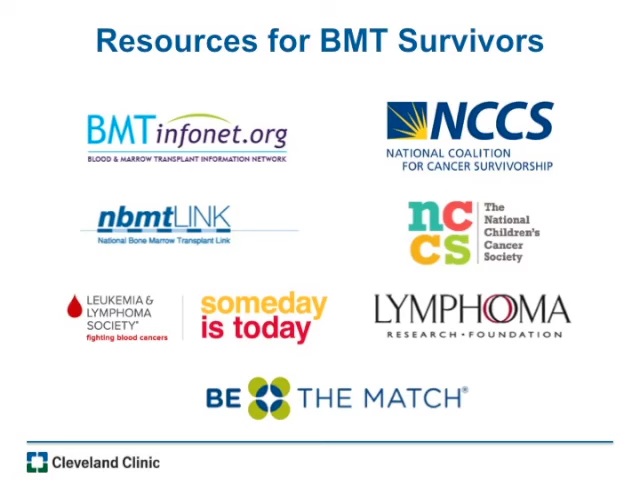 Resources for BMT Survivors
BMTinfonet.org
BLOOD & MARROW TRANSPLANT INFORMATION NETWORK
NCCS
NATIONAL COALITION
FOR CANCER SURVIVORSHIP
nbmtLINK
National Bone Marrow Transplant Link
nc
cs
The
National
Children's
Cancer
Society
LEUKEMIA &
LYMPHOMA
SOCIETY®
fighting blood cancers
someday
is today
LYMPHOMA
RESEARCH • FOUNDATION
BE THE MATCH®
Cleveland Clinic